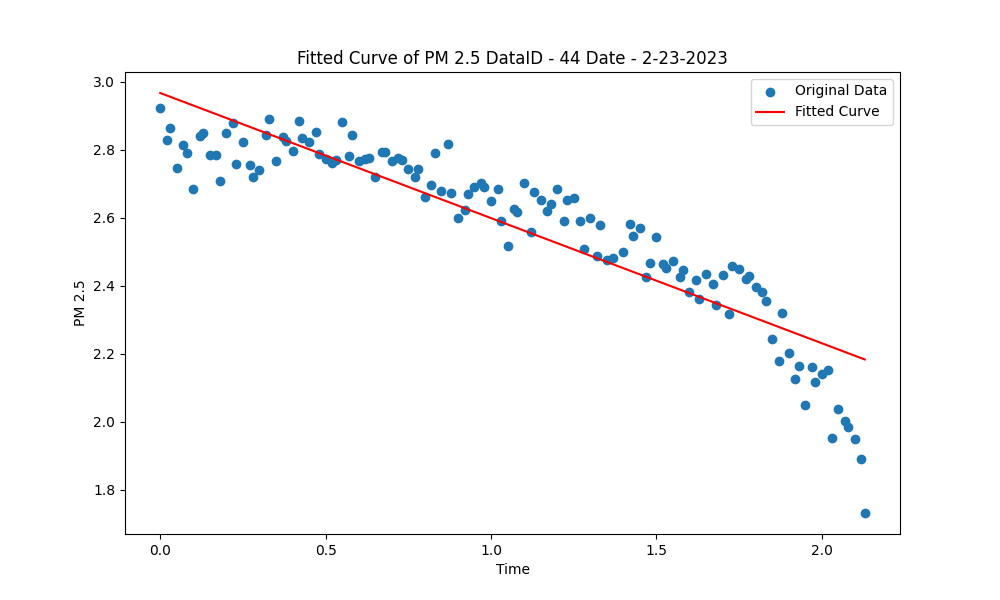 Fitted Curve of PM 2.5 DataID - 44 Date - 2-23-2023
Original Data
Fitted Curve
PM 2.5
3.0
2.8
2.6
2.4
2.2
2.0
1.8
0.0 0.5 1.0 1.5 2.0
Time